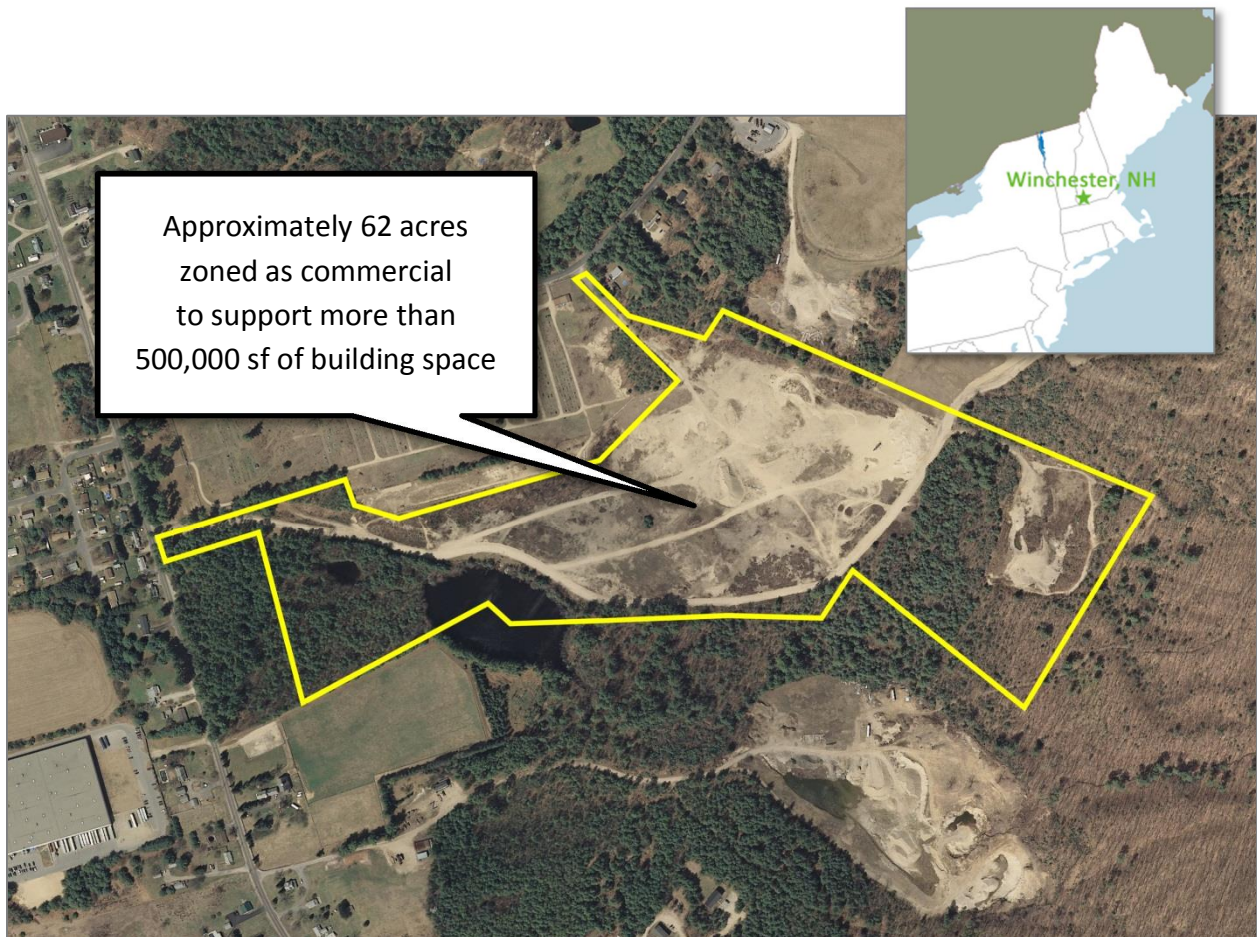 Winchester, NH
Approximately 62 acres
zoned as commercial
to support more than
500,000 sf of building space